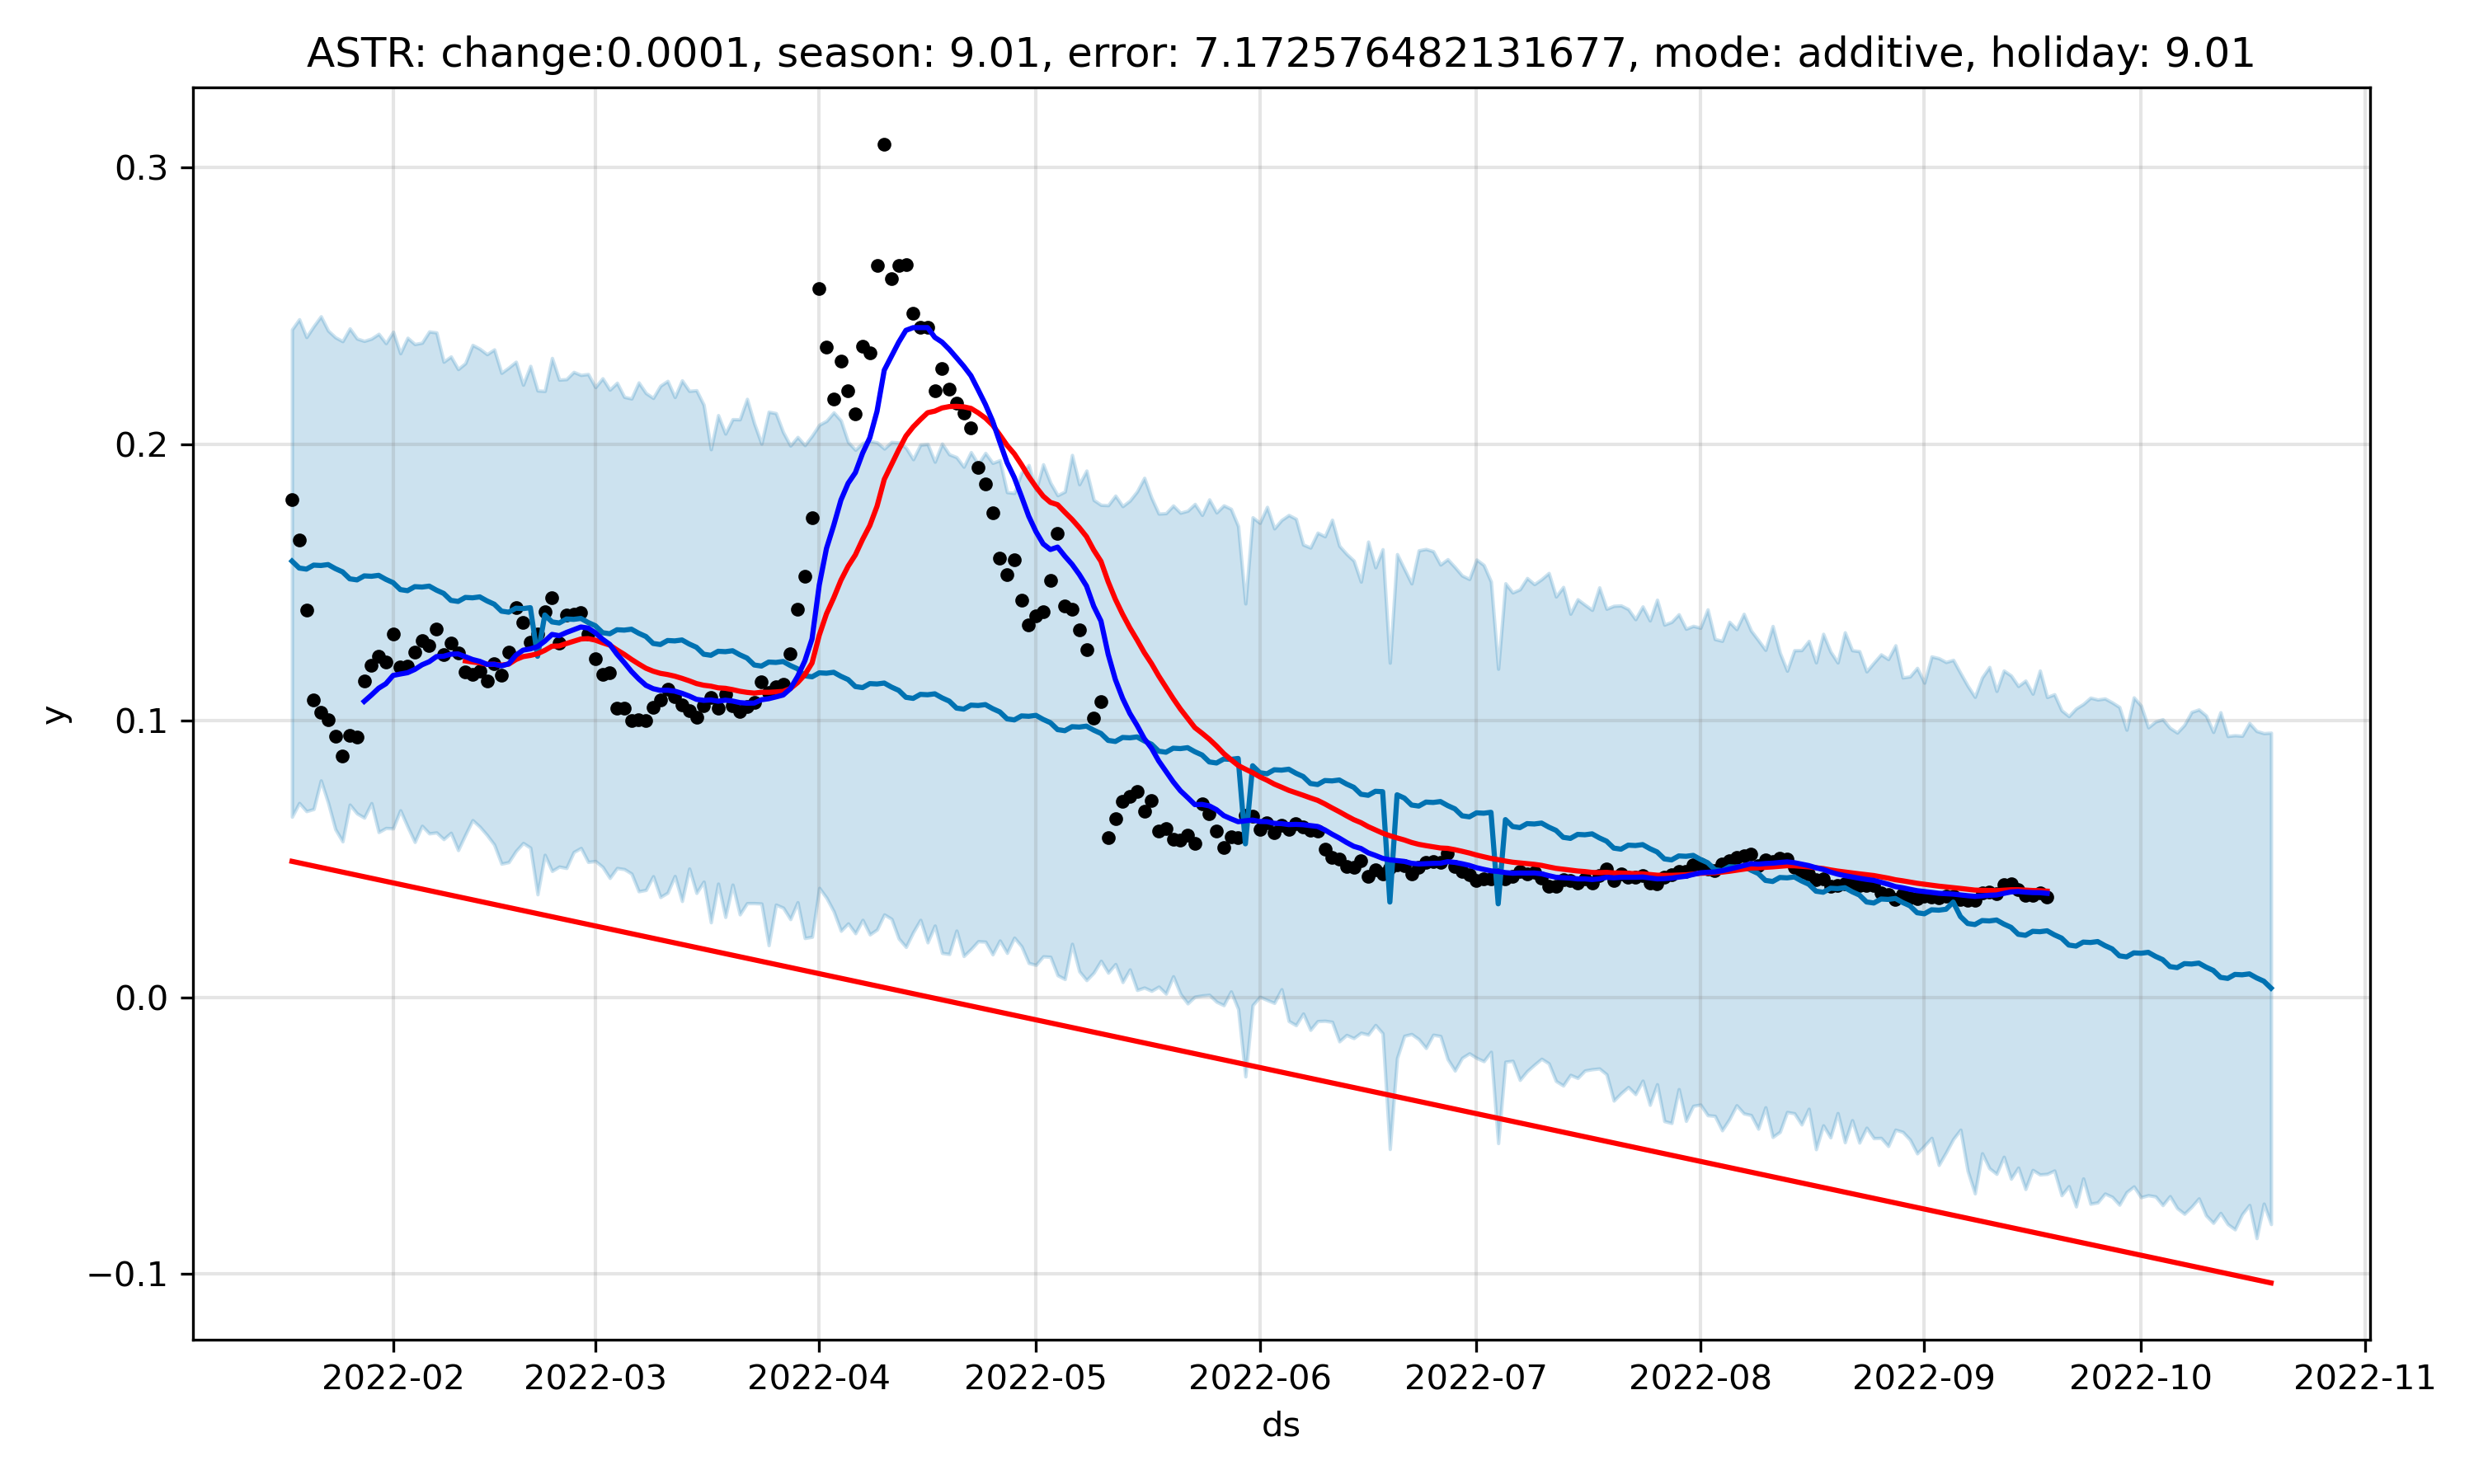 ASTR: change:0.0001, season: 9.01, error: 7.172576482131677, mode: additive, holiday: 9.01
0.3
0.2
0.1
0.0
−0.1
y
2022-02 2022-03 2022-04 2022-05 2022-06 2022-07 2022-08 2022-09 2022-10 2022-11
ds